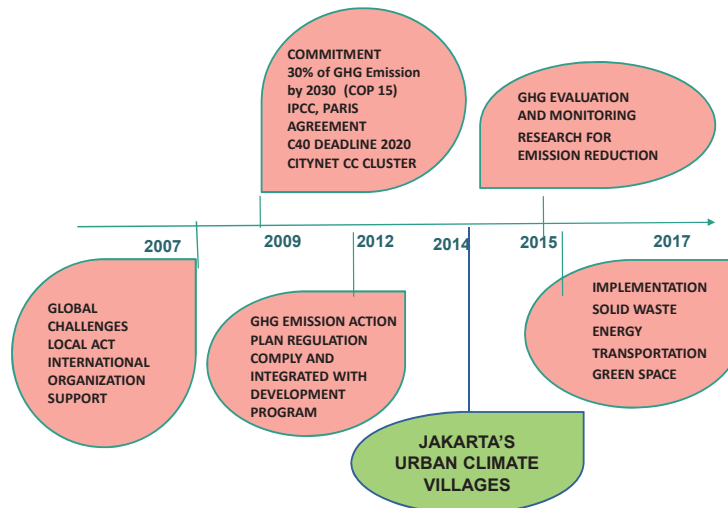 COMMITMENT
30% of GHG Emission
by 2030 (COP 15)
IPCC, PARIS
AGREEMENT
C40 DEADLINE 2020
CITYNET CC CLUSTER
GHG EVALUATION
AND MONITORING
RESEARCH FOR
EMISSION REDUCTION
2007
2009
2012
2014
2015
2017
GLOBAL
CHALLENGES
LOCAL ACT
INTERNATIONAL
ORGANIZATION
SUPPORT
GHG EMISSION ACTION
PLAN REGULATION
COMPLY AND
INTEGRATED WITH
DEVELOPMENT
PROGRAM
IMPLEMENTATION
SOLID WASTE
ENERGY
TRANSPORTATION
GREEN SPACE
JAKARTA'S
URBAN CLIMATE
VILLAGES